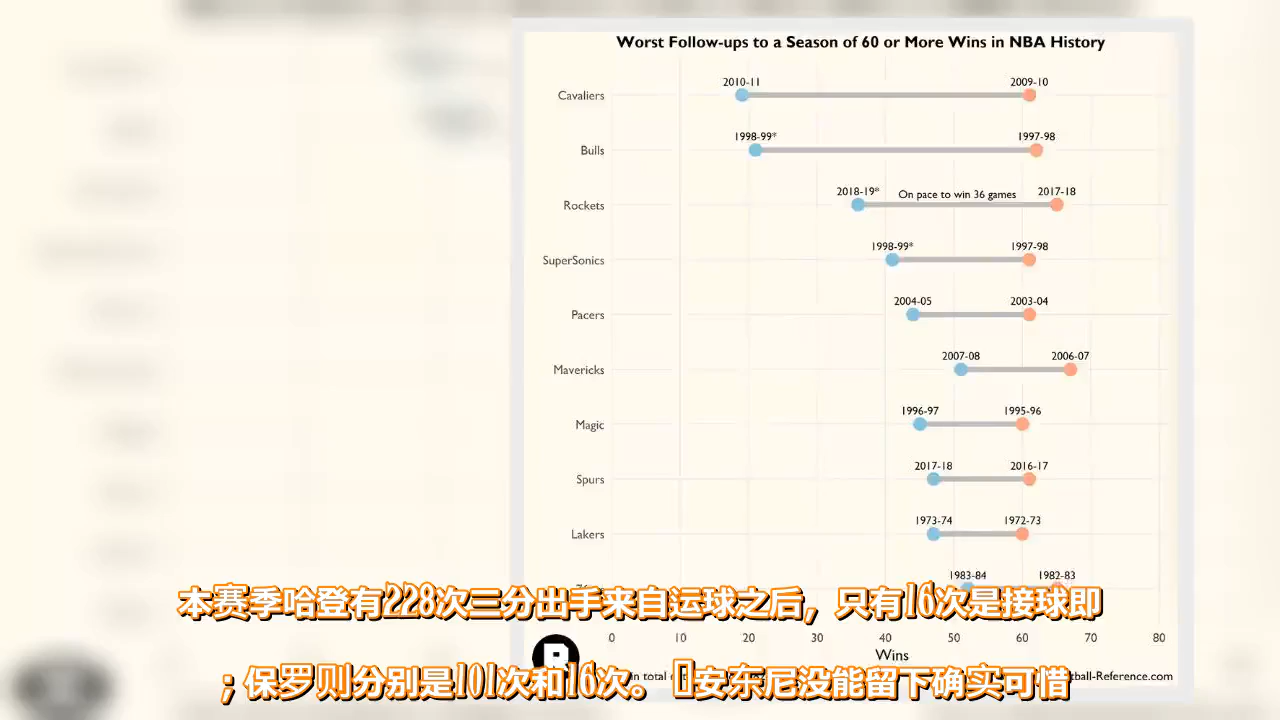 Worst Follow-ups to a Season of 60 or More Wins in NBA History
2010-11 2009-10
Cavaliers
1998-99* 1997-98
Bulls
2018-19* On pace to win 36 games 2017-18
Rockets
1998-99* 1997-98
SuperSonics
2004-05 2003-04
Pacers
2007-08 2006-07
Mavericks
1996-97 1995-96
Magic
2017-18 2016-17
Spurs
1973-74 1972-73
Lakers
1983-84 1982-83
本赛季哈登有228次三分出手来自运球之后，只有16次是接球即
0 10 20 30 40 50 60 70 80
Wins
；保罗则分别是101次和16次。安东尼没能留下确实可惜
in total ketball-Reference.com